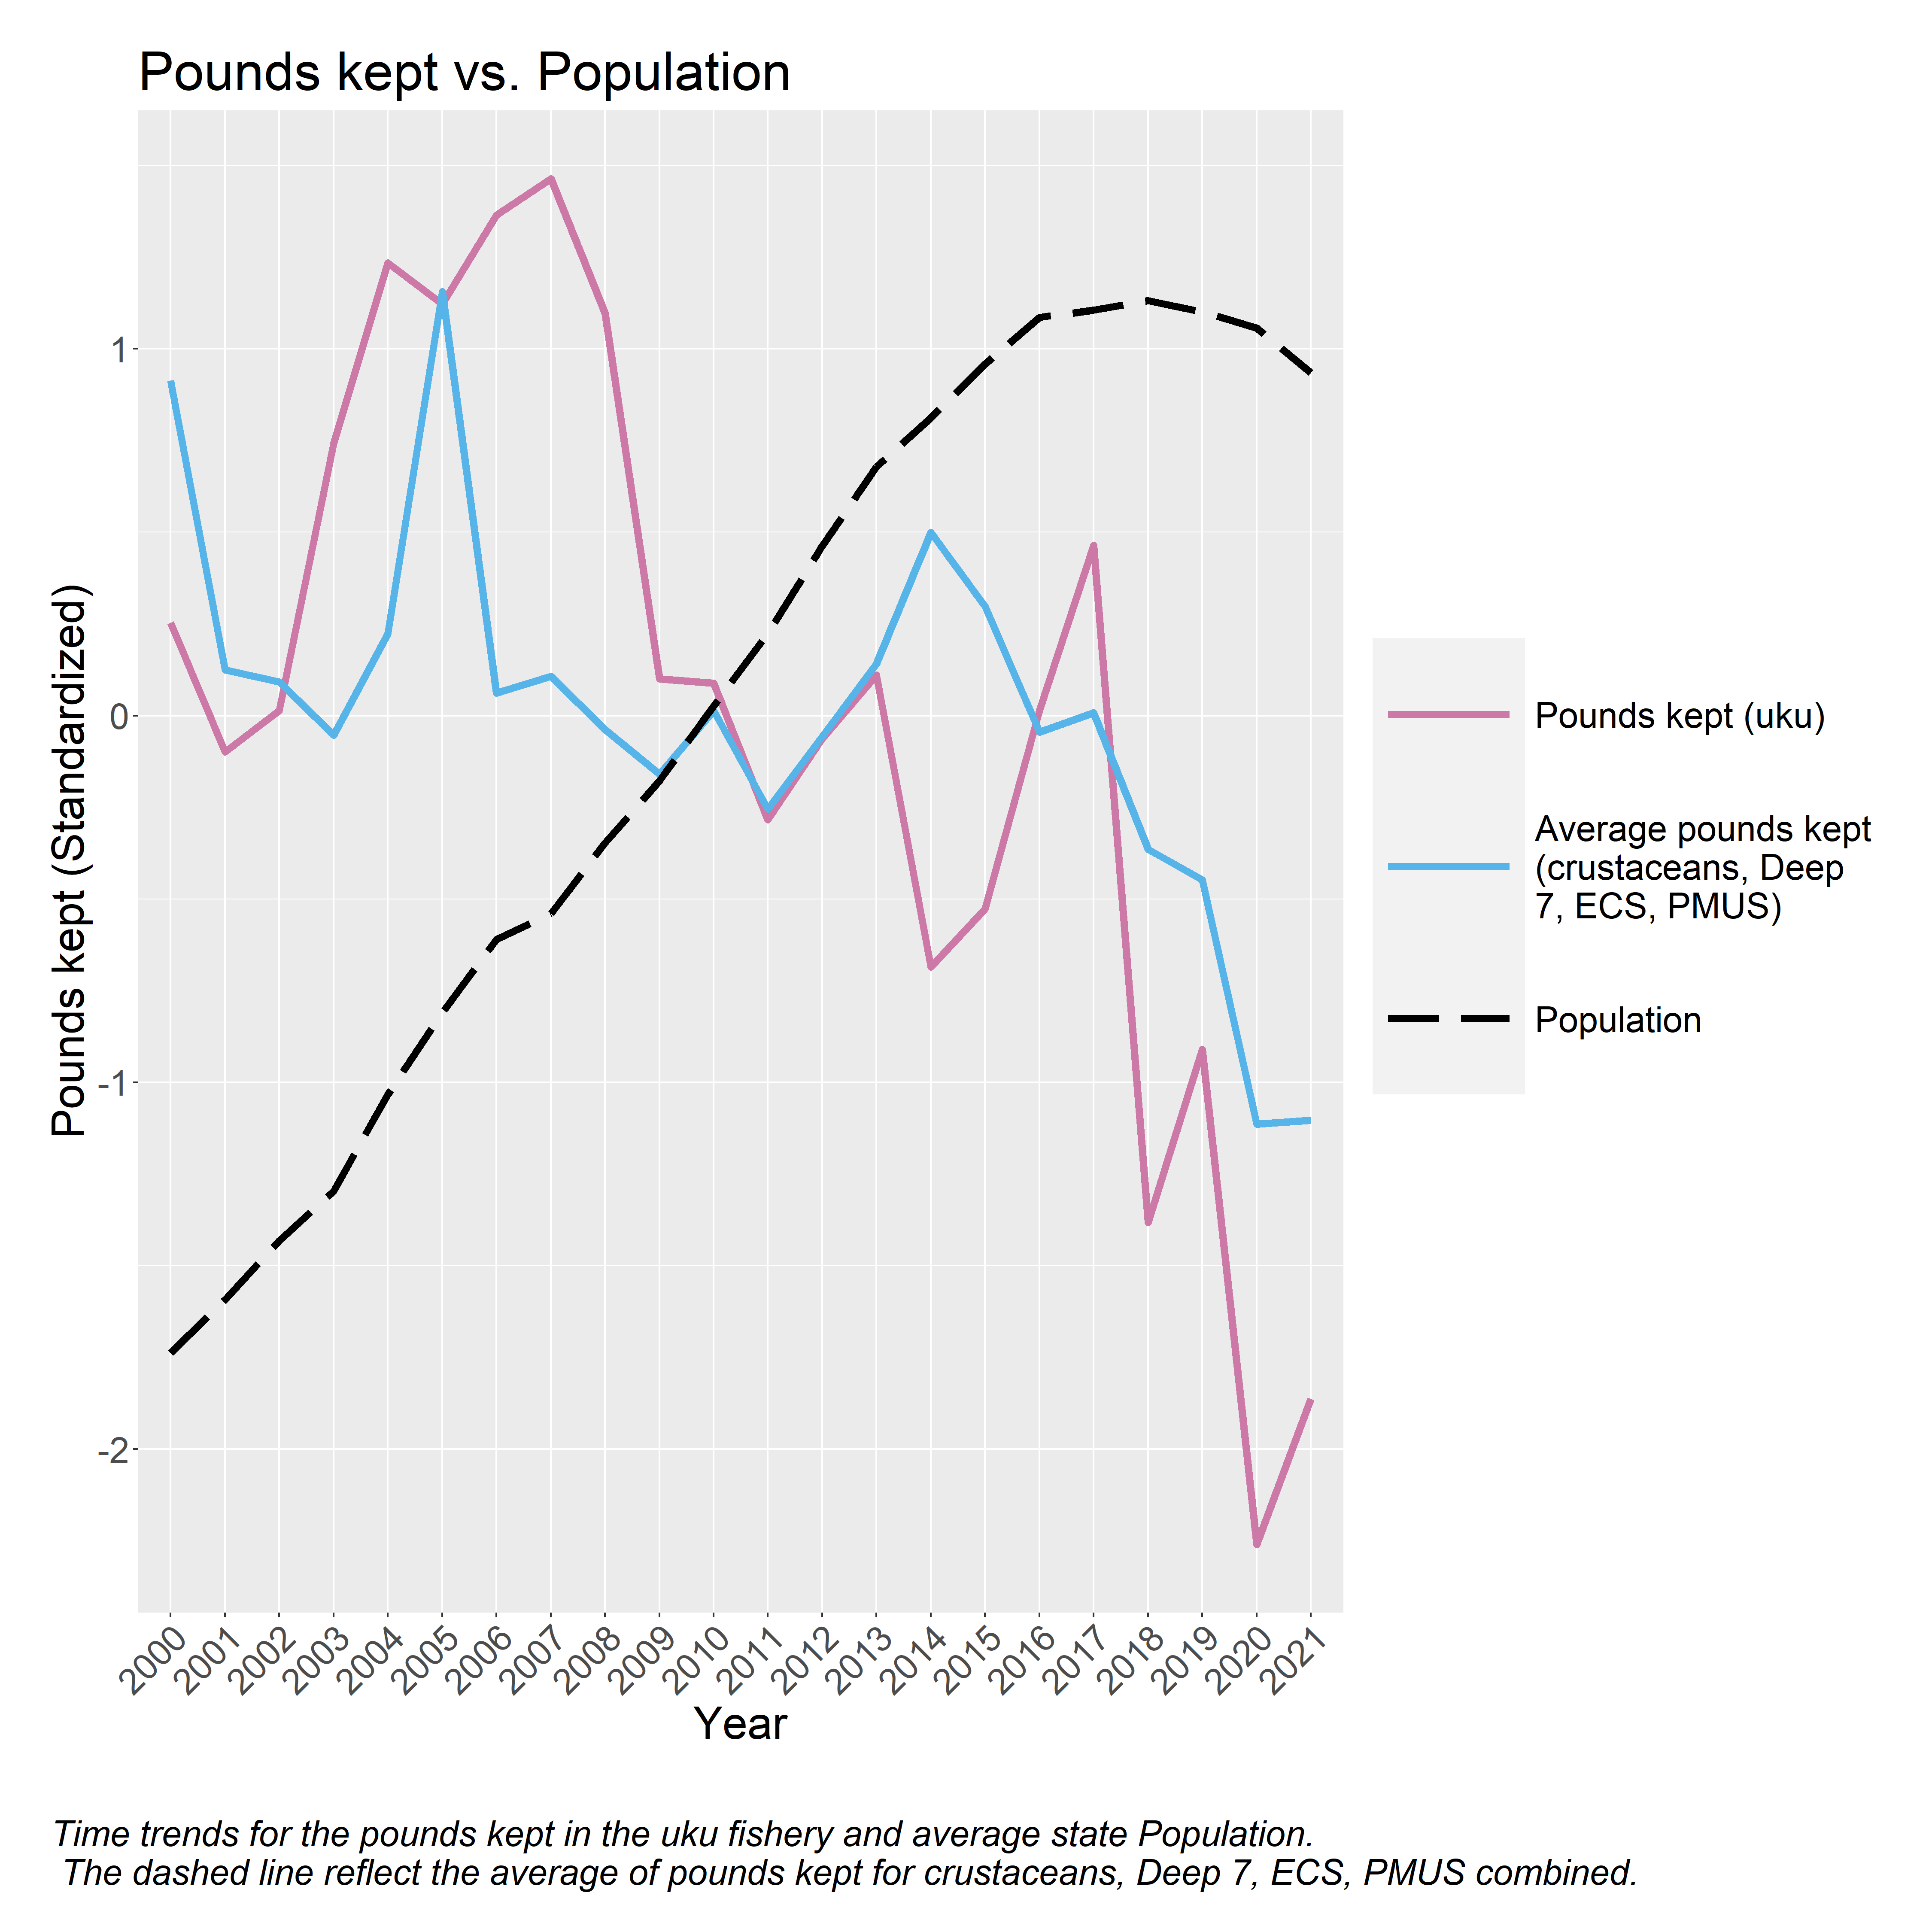 Pounds kept vs. Population
Pounds kept (Standardized)
1
0
-1
-2
2000
2001
2002
2003
2004
2005
2006
2007
2008
2009
2010
2011
2012
2013
2014
2015
2016
2017
2018
2019
2020
2021
Year
Pounds kept (uku)
Average pounds kept
(crustaceans, Deep
7, ECS, PMUS)
Population
Time trends for the pounds kept in the uku fishery and average state Population.
The dashed line reflect the average of pounds kept for crustaceans, Deep 7, ECS, PMUS combined.